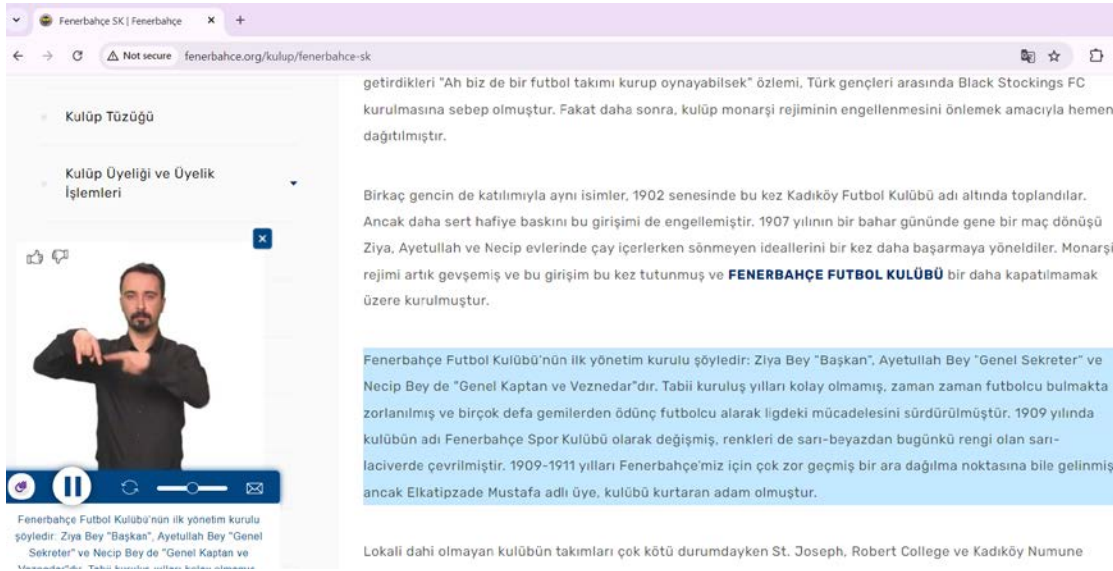 Fenerbahçe SK | Fenerbahçe
Not secure
fenerbahce.org/kulup/fenerbahce-sk
Kulüp Tüzüğü
Kulüp Üyeliği ve Üyelik
İşlemleri
getirdikleri "Ah biz de bir futbol takımı kurup oynayabilsek" özlemi, Türk gençleri arasında Black Stockings FC
kurulmasına sebep olmuştur. Fakat daha sonra, kulüp monarşi rejiminin engellenmesini önlemek amacıyla hemen
dağıtılmıştır.
Birkaç gencin de katılımıyla aynı isimler, 1902 senesinde bu kez Kadıköy Futbol Kulübü adı altında toplandılar.
Ancak daha sert hafiye baskını bu girişimi de engellemiştir. 1907 yılının bir bahar gününde gene bir maç dönüşü
Ziya, Ayetullah ve Necip evlerinde çay içerlerken sönmeyen ideallerini bir kez daha başarmaya yöneldiler. Monarşi
rejimi artık gevşemiş ve bu girişim bu kez tutunmuş ve FENERBAHÇE FUTBOL KULÜBÜ bir daha kapatılmamak
üzere kurulmuştur.
Fenerbahçe Futbol Kulübü'nün ilk yönetim kurulu şöyledir: Ziya Bey "Başkan", Ayetullah Bey "Genel Sekreter" ve
Necip Bey de "Genel Kaptan ve Veznedar"dır. Tabii kuruluş yılları kolay olmamış, zaman zaman futbolcu bulmakta
zorlanılmış ve birçok defa gemilerden ödünç futbolcu alarak ligdeki mücadelesini sürdürülmüştür. 1909 yılında
kulübün adı Fenerbahçe Spor Kulübü olarak değişmiş, renkleri de sarı-beyazdan bugünkü rengi olan sarı-
laciverde çevrilmiştir. 1909-1911 yılları Fenerbahçe'miz için çok zor geçmiş bir ara dağılma noktasına bile gelinmiş
ancak Elkatipzade Mustafa adlı üye, kulübü kurtaran adam olmuştur.
Lokali dahi olmayan kulübün takımları çok kötü durumdayken St. Joseph, Robert College ve Kadıköy Numune
Fenerbahçe Futbol Kulübü'nün ilk yönetim kurulu
şöyledir: Ziya Bey "Başkan", Ayetullah Bey "Genel
Sekreter" ve Necip Bey de "Genel Kaptan ve
Veznedar"dır. Tabii kuruluş yılları kolay olmamış,